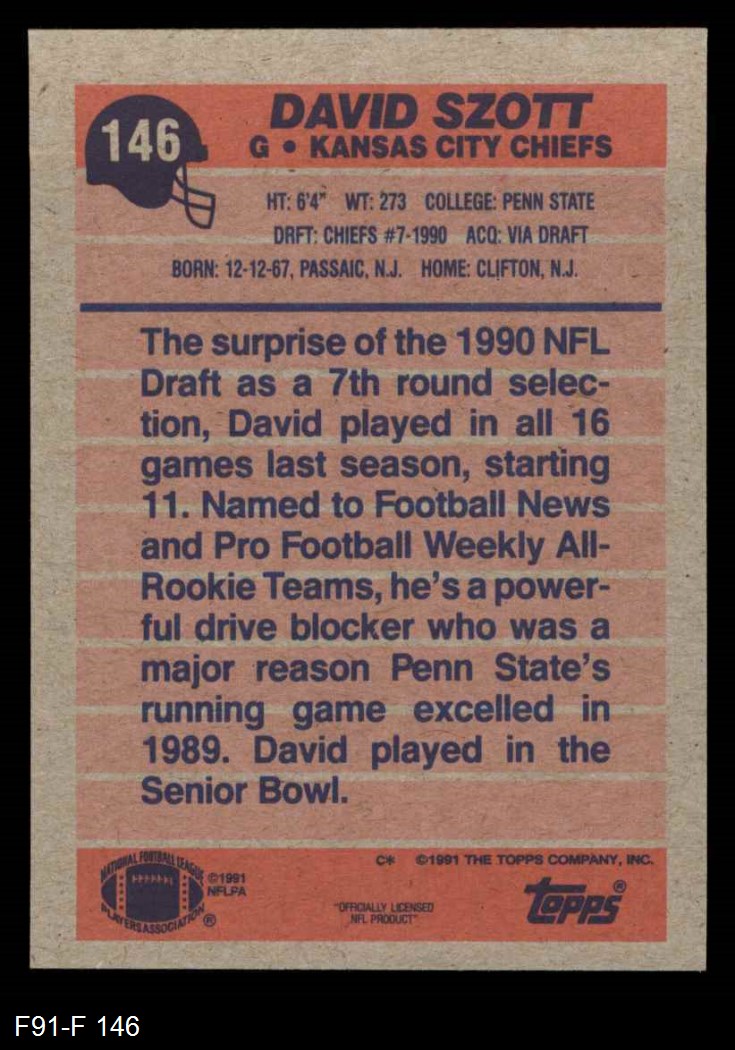 146
DAVID SZOTT
G • KANSAS CITY CHIEFS
HT: 6'4" WT: 273 COLLEGE: PENN STATE
DRFT: CHIEFS #7-1990 ACQ: VIA DRAFT
BORN: 12-12-67, PASSAIC, N.J. HOME: CLIFTON, N.J.
The surprise of the 1990 NFL
Draft as a 7th round selec-
tion, David played in all 16
games last season, starting
11. Named to Football News
and Pro Football Weekly All-
Rookie Teams, he's a power-
ful drive blocker who was a
major reason Penn State's
running game excelled in
1989. David played in the
Senior Bowl.
C* ©1991 THE TOPPS COMPANY, INC.
NATIONAL FOOTBALL LEAGUE
PLAYERS ASSOCIATION ®
©1991
NFLPA
"OFFICIALLY LICENSED
NFL PRODUCT"
topps®
F91-F 146